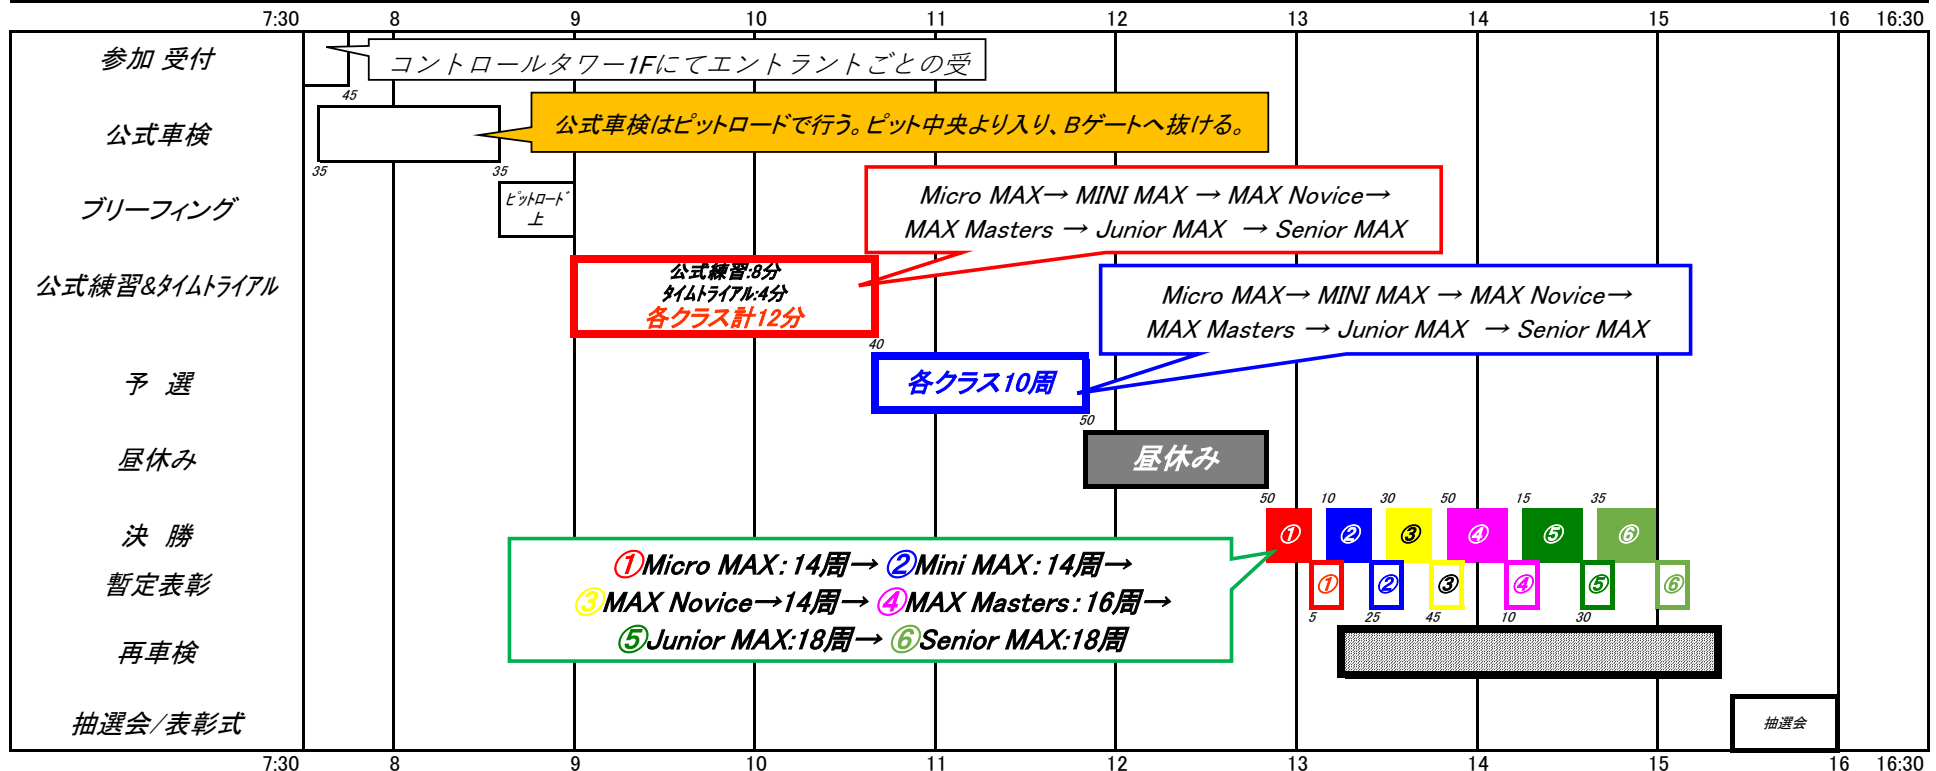 7:30 8 9 10 11 12 13 14 15 16 16:30
参加 受付
コントロールタワー1Fにてエントラントごとの受
45
公式車検
公式車検はピットロードで行う。ピット中央より入り、Bゲートへ抜ける。
35 35
ブリーフィング
ピットロード
上
Micro MAX→ MINI MAX → MAX Novice→
MAX Masters → Junior MAX → Senior MAX
公式練習&タイムトライアル
公式練習:8分
タイムトライアル:4分
各クラス計12分
40
Micro MAX→ MINI MAX → MAX Novice→
MAX Masters → Junior MAX → Senior MAX
予 選
各クラス10周
50
昼休み
昼休み
50 10 30 50 15 35
決 勝
① ② ③ ④ ⑤ ⑥
①Micro MAX：14周→ ②Mini MAX：14周→
③MAX Novice→14周→ ④MAX Masters：16周→
⑤Junior MAX:18周→ ⑥Senior MAX:18周
暫定表彰
① ② ③ ④ ⑤ ⑥
5 25 45 10 30
再車検
抽選会/表彰式
抽選会
7:30 8 9 10 11 12 13 14 15 16 16:30